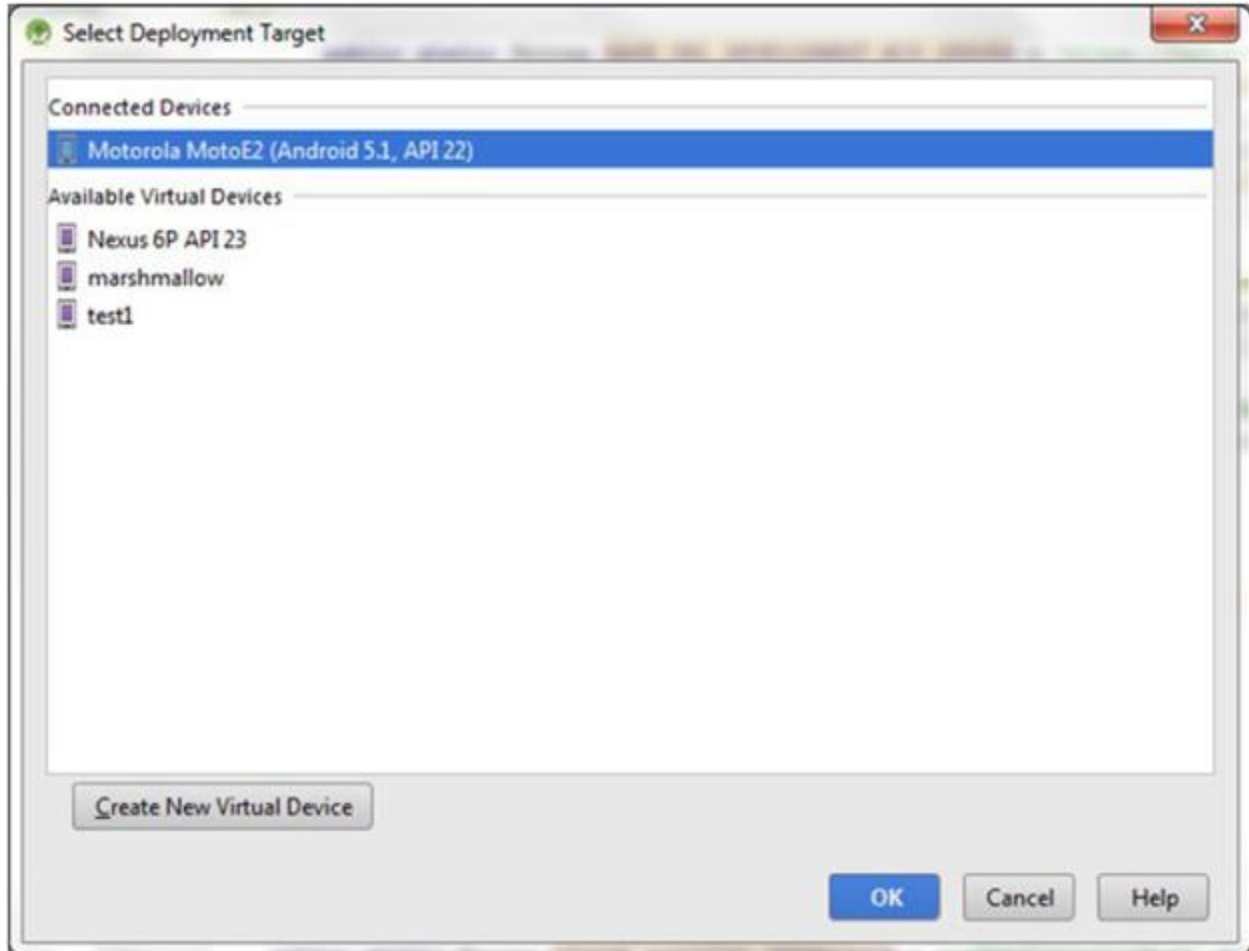 Select Deployment Target
Connected Devices
Motorola MotoE2 (Android 5.1, API 22)
Available Virtual Devices
Nexus 6P API 23
marshmallow
test1
Create New Virtual Device
OK
Cancel
Help